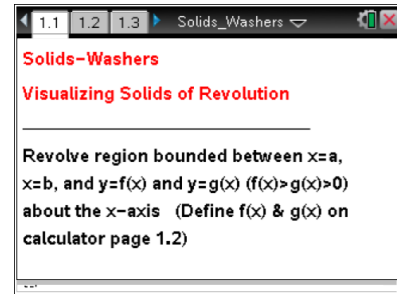 1.1 1.2 1.3 Solids_Washers
Solids–Washers
Visualizing Solids of Revolution
Revolve region bounded between x=a,
x=b, and y=f(x) and y=g(x) (f(x)>g(x)>0)
about the x–axis (Define f(x) & g(x) on
calculator page 1.2)